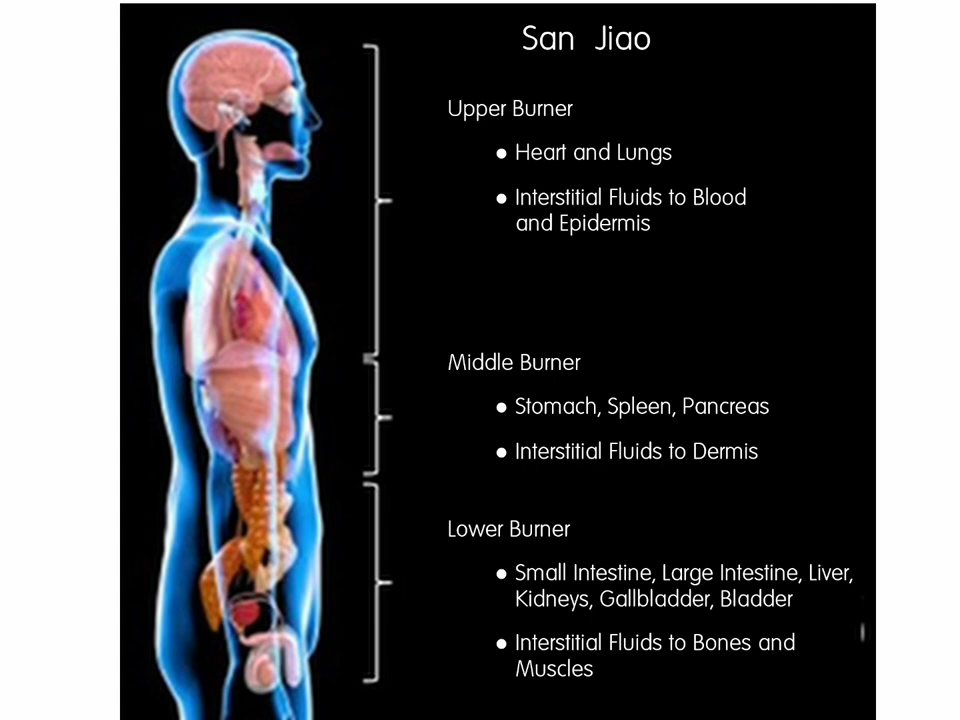 San Jiao
Upper Burner
● Heart and Lungs
● Interstitial Fluids to Blood
and Epidermis
Middle Burner
● Stomach, Spleen, Pancreas
● Interstitial Fluids to Dermis
Lower Burner
● Small Intestine, Large Intestine, Liver,
Kidneys, Gallbladder, Bladder
● Interstitial Fluids to Bones and
Muscles